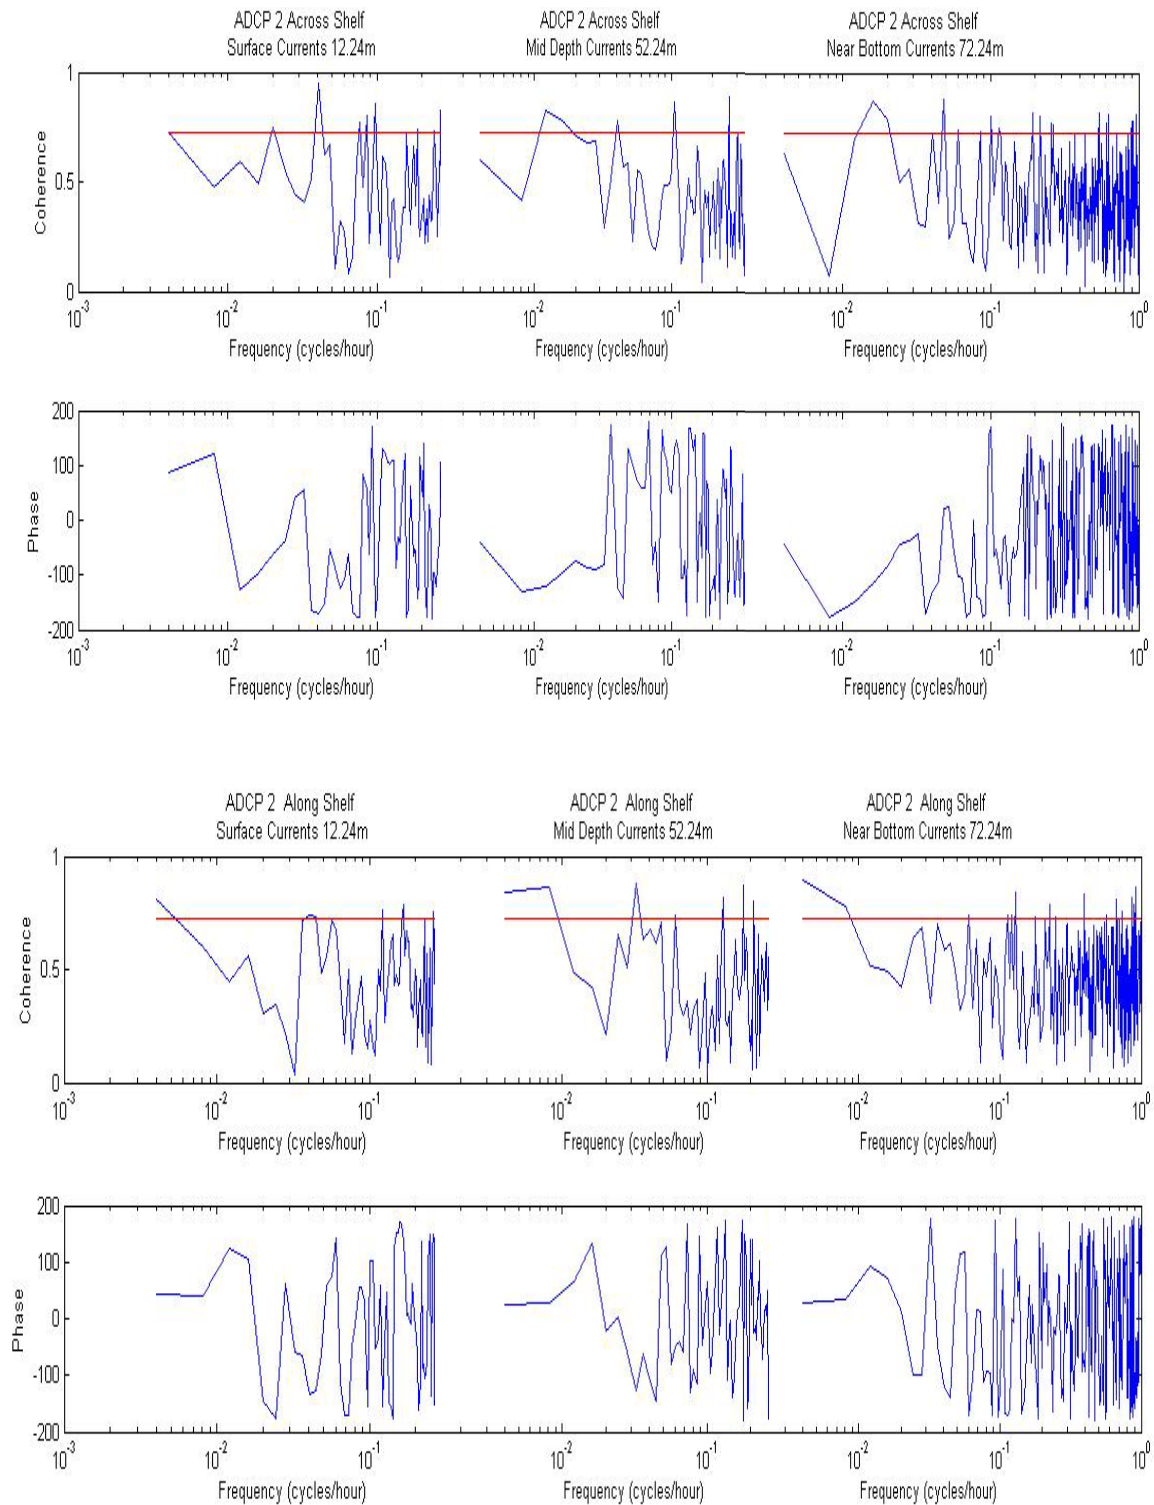 ADCP 2 Across Shelf
Surface Currents 12.24m
ADCP 2 Across Shelf
Mid Depth Currents 52.24m
ADCP 2 Across Shelf
Near Bottom Currents 72.24m
Coherence
1
0.5
0
10^-3
10^-2
10^-1
10^-2
10^-1
10^-2
10^-1
10^0
Frequency (cycles/hour)
Frequency (cycles/hour)
Frequency (cycles/hour)
Phase
200
100
0
-100
-200
10^-3
10^-2
10^-1
10^-2
10^-1
10^-2
10^-1
10^0
Frequency (cycles/hour)
Frequency (cycles/hour)
Frequency (cycles/hour)
ADCP 2 Along Shelf
Surface Currents 12.24m
ADCP 2 Along Shelf
Mid Depth Currents 52.24m
ADCP 2 Along Shelf
Near Bottom Currents 72.24m
Coherence
1
0.5
0
10^-3
10^-2
10^-1
10^-2
10^-1
10^-2
10^-1
10^0
Frequency (cycles/hour)
Frequency (cycles/hour)
Frequency (cycles/hour)
Phase
200
100
0
-100
-200
10^-3
10^-2
10^-1
10^-2
10^-1
10^-2
10^-1
10^0
Frequency (cycles/hour)
Frequency (cycles/hour)
Frequency (cycles/hour)